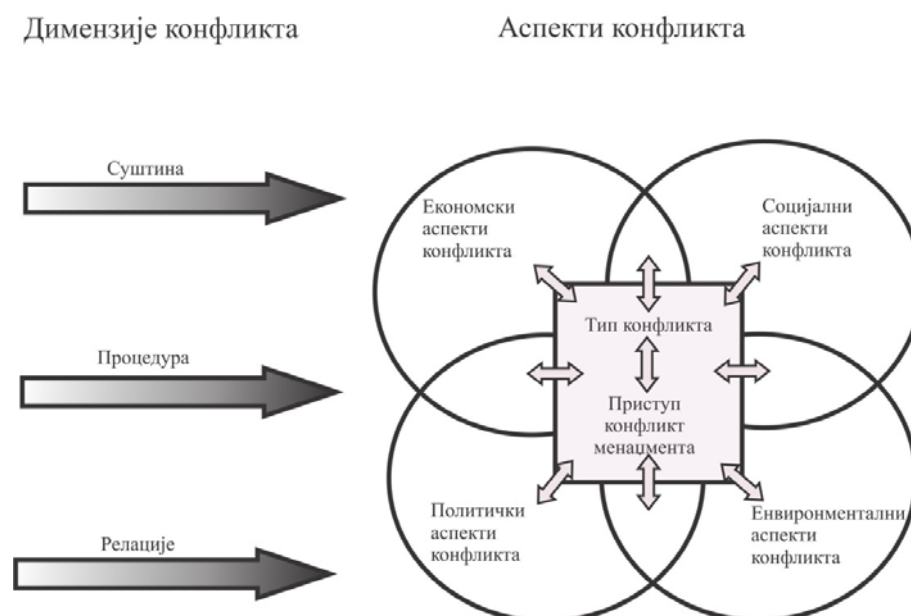 Димензије конфликта
Аспекти конфликта
Суштина
Процедура
Релације
Економски
аспекти
конфликта
Социјални
аспекти
конфликта
Тип конфликта
Приступ
конфликт
менаџмента
Политички
аспекти
конфликта
Енвиронментални
аспекти
конфликта